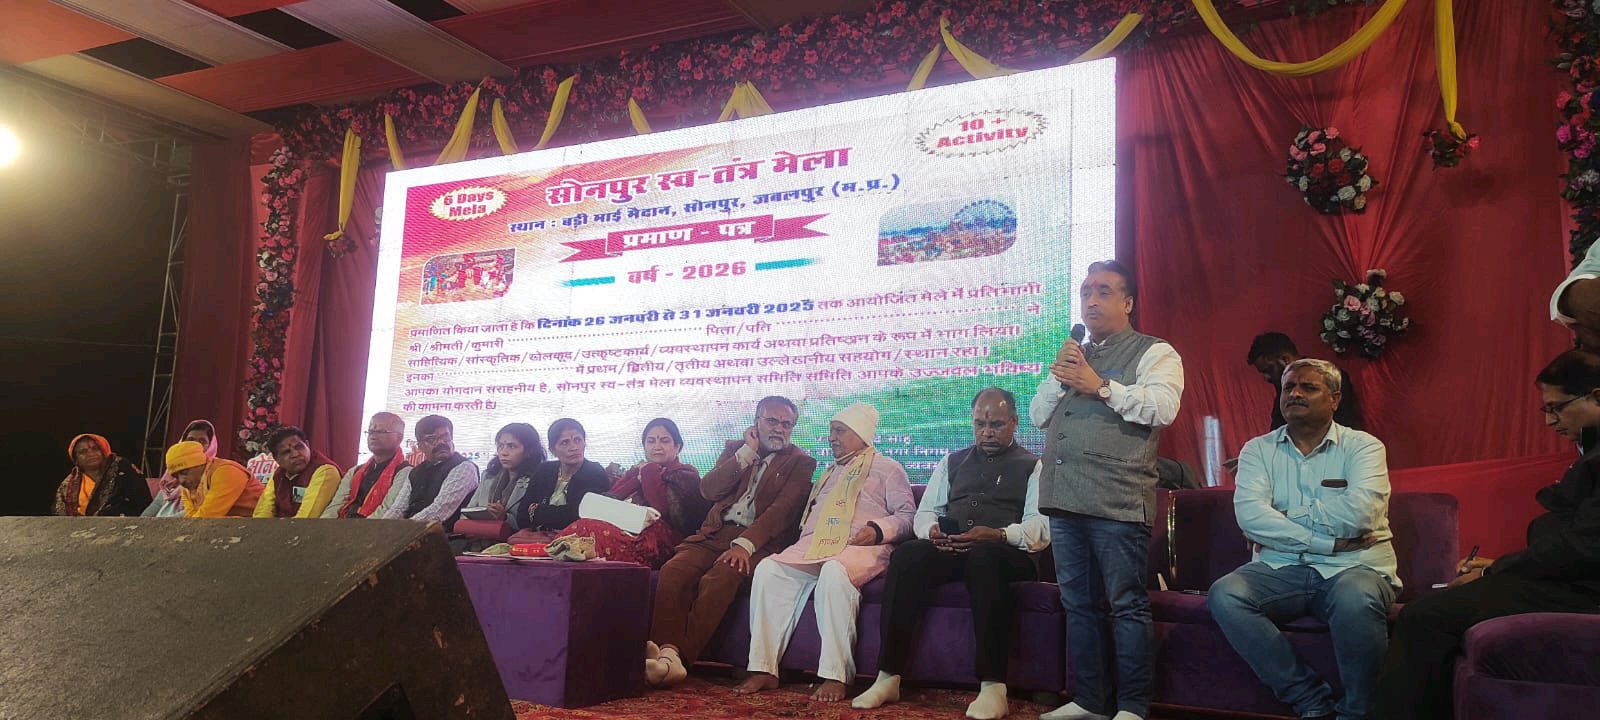 10 +
Activity
6 Days
Mela
सोनपुर स्व-तंत्र मेला
स्थान : बड़ी माई मैदान, सोनपुर, जबलपुर (म.प्र.)
प्रमाण - पत्र
वर्ष - 2026
प्रमाणित किया जाता है कि दिनांक 26 जनवरी से 31 जनवरी 2025 तक आयोजित मेले में प्रतिभागी
श्री/श्रीमती/कुमारी ........ पिता/पति ........ ने
साहित्यिक/सांस्कृतिक/खेलकूद/उत्कृष्टकार्य/व्यवस्थापन कार्य अथवा प्रतिष्ठान के रूप में भाग लिया।
इनका ........ में प्रथम/द्वितीय/तृतीय अथवा उल्लेखनीय सहयोग/स्थान रहा।
आपका योगदान सराहनीय है, सोनपुर स्व-तंत्र मेला व्यवस्थापन समिति समिति आपके उज्जवल भविष्य
की कामना करती है।